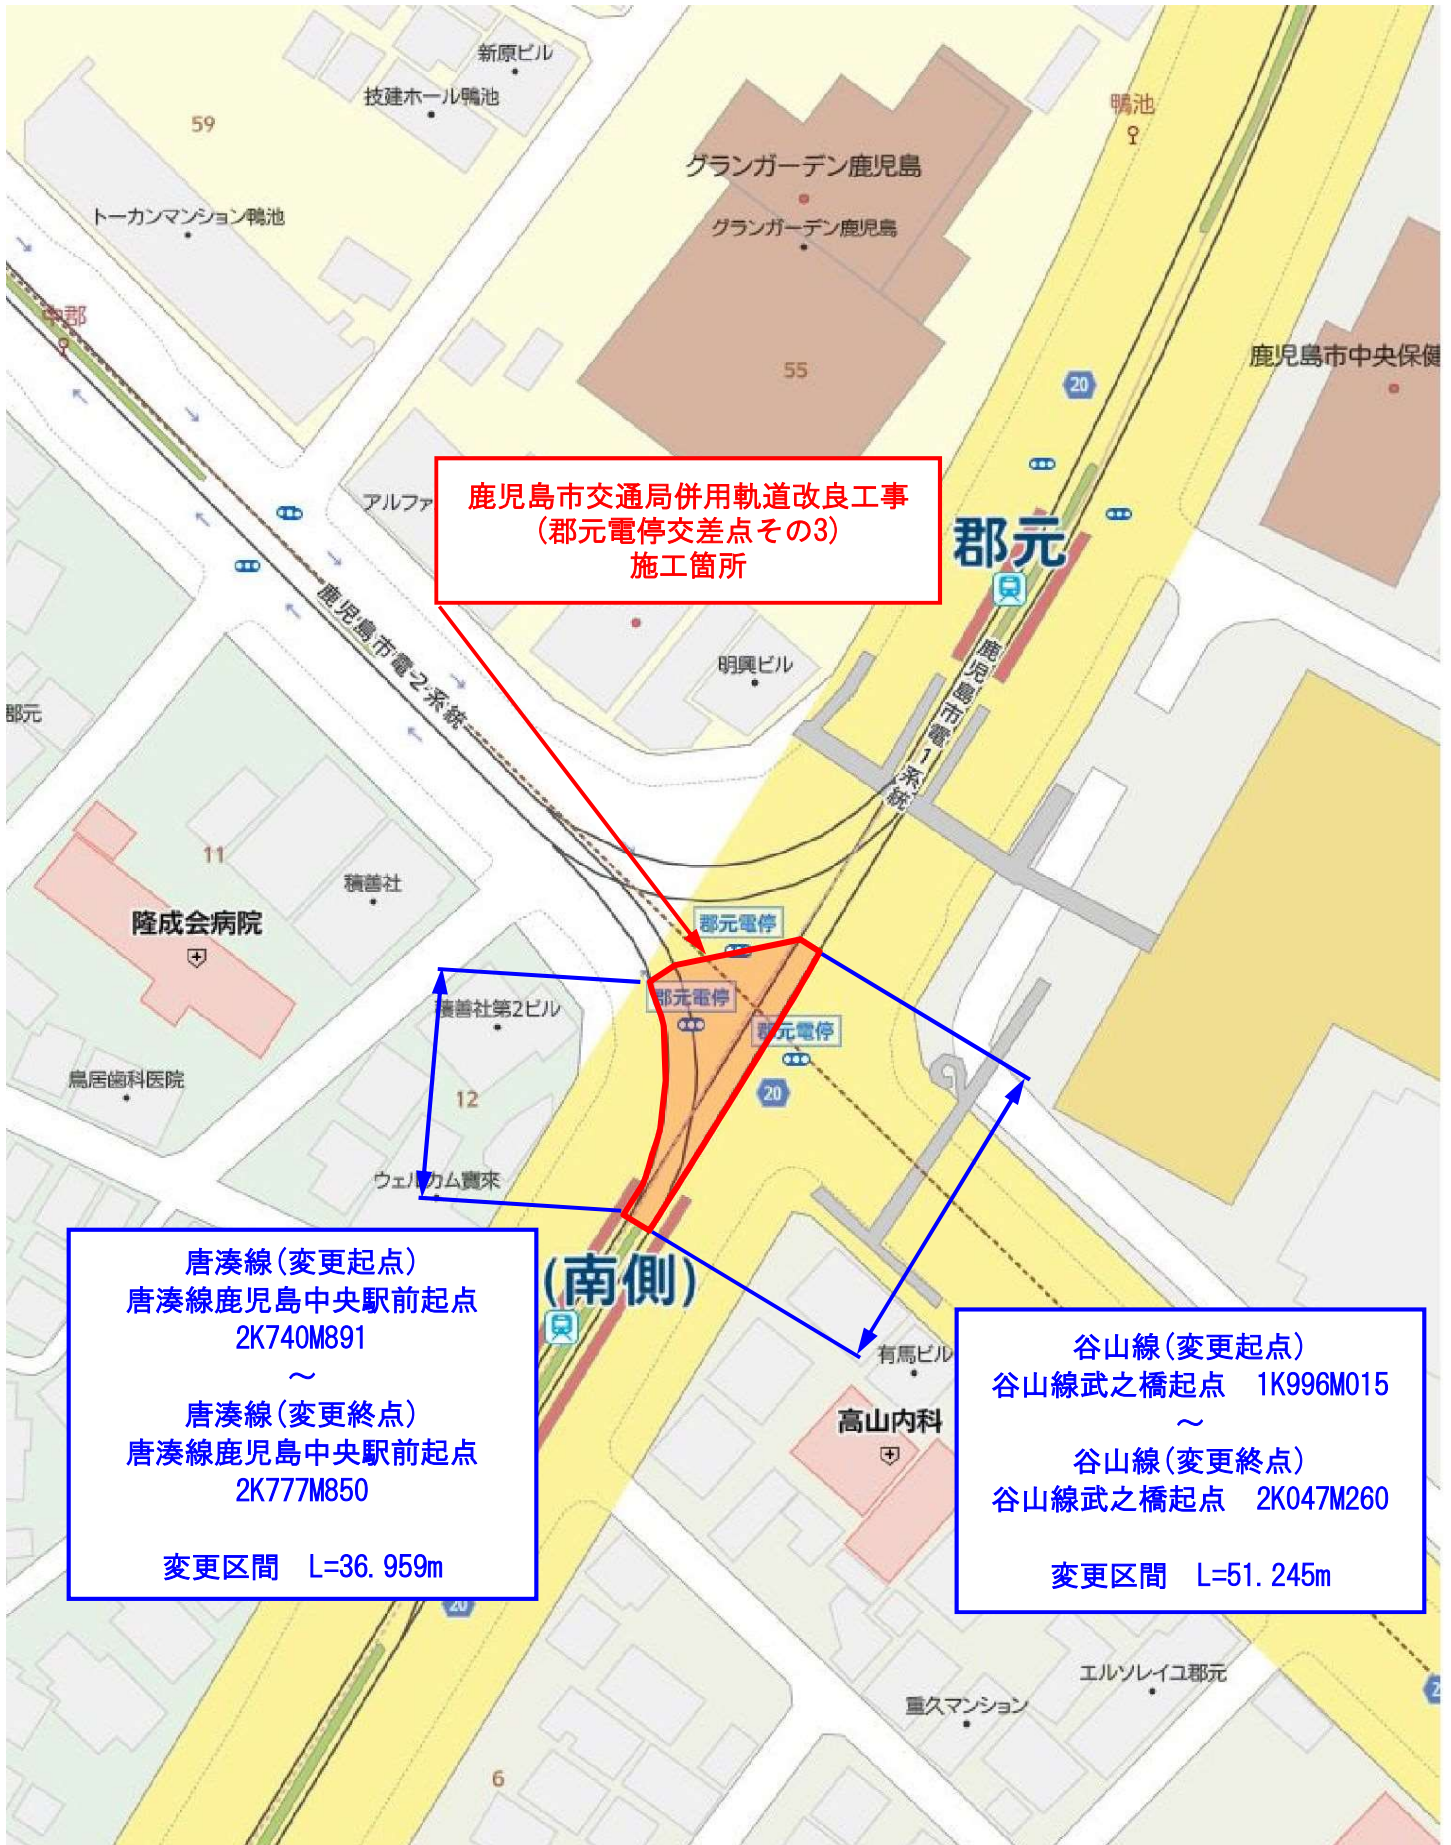 新原ビル
技建ホール鴨池
59
鴨池
グランガーデン鹿児島
トーカンマンション鴨池
グランガーデン鹿児島
中郡
鹿児島市中央保健
55
20
アルファ
鹿児島市交通局併用軌道改良工事
(郡元電停交差点その3)
施工箇所
郡元
鹿児島市電2系統
明興ビル
鹿児島市電1系統
郡元
11
積善社
隆成会病院
郡元電停
郡元電停
積善社第2ビル
郡元電停
鳥居歯科医院
12
20
ウェルカム寶來
(南側)
唐湊線(変更起点)
唐湊線鹿児島中央駅前起点
2K740M891
～
唐湊線(変更終点)
唐湊線鹿児島中央駅前起点
2K777M850
変更区間 L=36.959m
有馬ビル
高山内科
谷山線(変更起点)
谷山線武之橋起点 1K996M015
～
谷山線(変更終点)
谷山線武之橋起点 2K047M260
変更区間 L=51.245m
20
エルソレイユ郡元
重久マンション
2
6